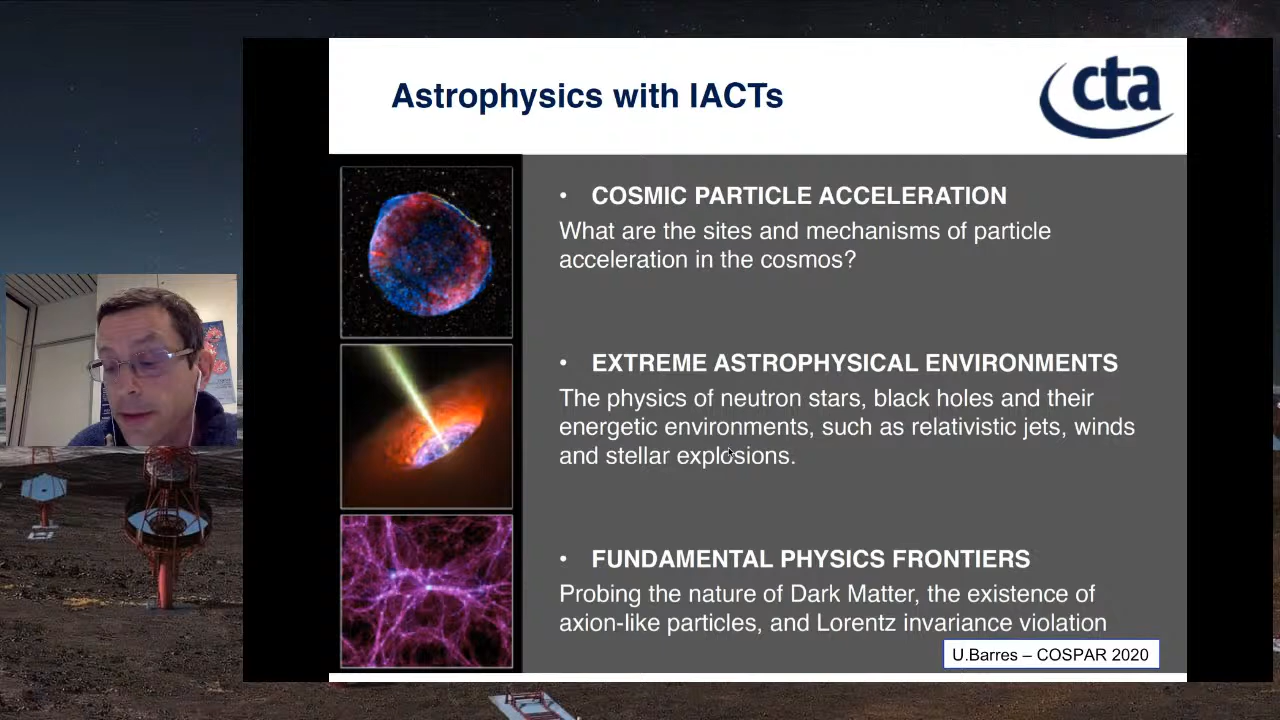 Astrophysics with IACTs
cta
• COSMIC PARTICLE ACCELERATION
What are the sites and mechanisms of particle
acceleration in the cosmos?
• EXTREME ASTROPHYSICAL ENVIRONMENTS
The physics of neutron stars, black holes and their
energetic environments, such as relativistic jets, winds
and stellar explosions.
• FUNDAMENTAL PHYSICS FRONTIERS
Probing the nature of Dark Matter, the existence of
axion-like particles, and Lorentz invariance violation
U.Barres – COSPAR 2020